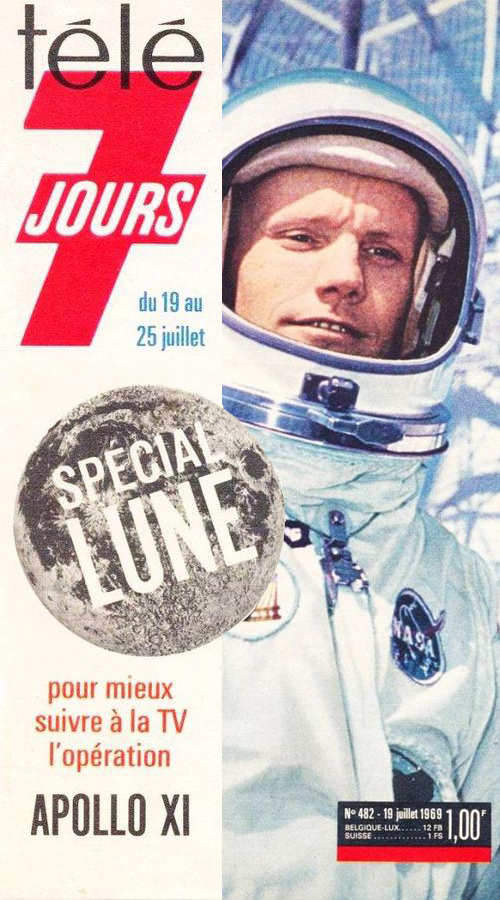 télé
7
JOURS
du 19 au
25 juillet
SPÉCIAL
LUNE
pour mieux
suivre à la TV
l'opération
APOLLO XI
NASA
Nº 482 - 19 juillet 1969
BELGIQUE-LUX...... 12 FB
SUISSE ............. 1 FS
1,00F